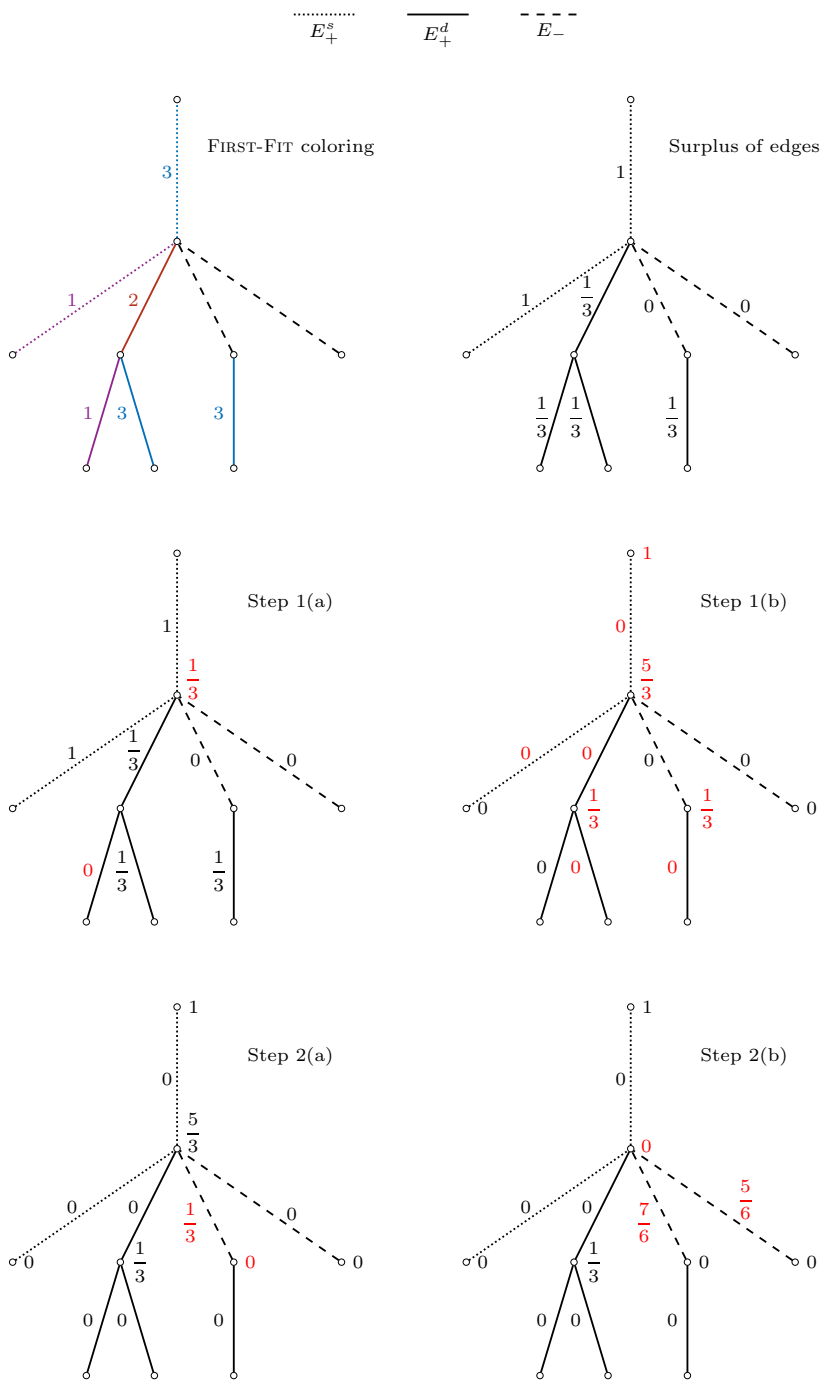 E₊ˢ E₊ᵈ E₋
FIRST-FIT coloring Surplus of edges
3 1
1 2 1 1/3 0 0
1 3 3 1/3 1/3 1/3
Step 1(a) Step 1(b)
1
1 0
1/3 5/3
1 1/3 0 0 0 0 0 0
0 1/3 1/3 0
0 1/3 1/3 0 0 0
Step 2(a) Step 2(b)
1 1
0 0
5/3 0
0 0 1/3 0 0 0 7/6 5/6
0 1/3 0 0 0 1/3 0 0
0 0 0 0 0 0